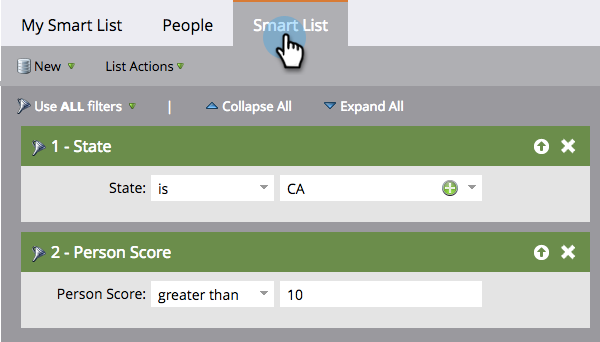 My Smart List People Smart List
New List Actions
Use ALL filters | Collapse All Expand All
1 - State
State: is CA
2 - Person Score
Person Score: greater than 10